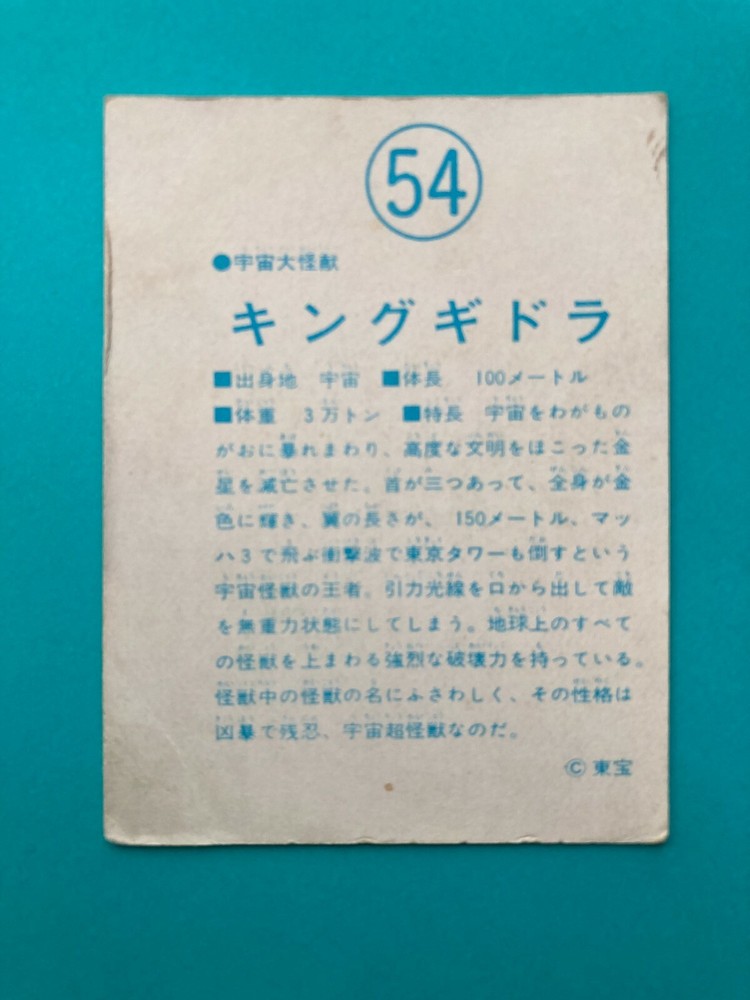 54
●宇宙大怪獣
キングギドラ
■出身地 宇宙 ■体長 100メートル
■体重 3万トン ■特長 宇宙をわがもの
がおに暴れまわり、高度な文明をほこった金
星を滅亡させた。首が三つあって、全身が金
色に輝き、翼の長さが、150メートル、マッ
ハ3で飛ぶ衝撃波で東京タワーも倒すという
宇宙怪獣の王者。引力光線を口から出して敵
を無重力状態にしてしまう。地球上のすべて
の怪獣を上まわる強烈な破壊力を持っている。
怪獣中の怪獣の名にふさわしく、その性格は
凶暴で残忍、宇宙超怪獣なのだ。
©東宝